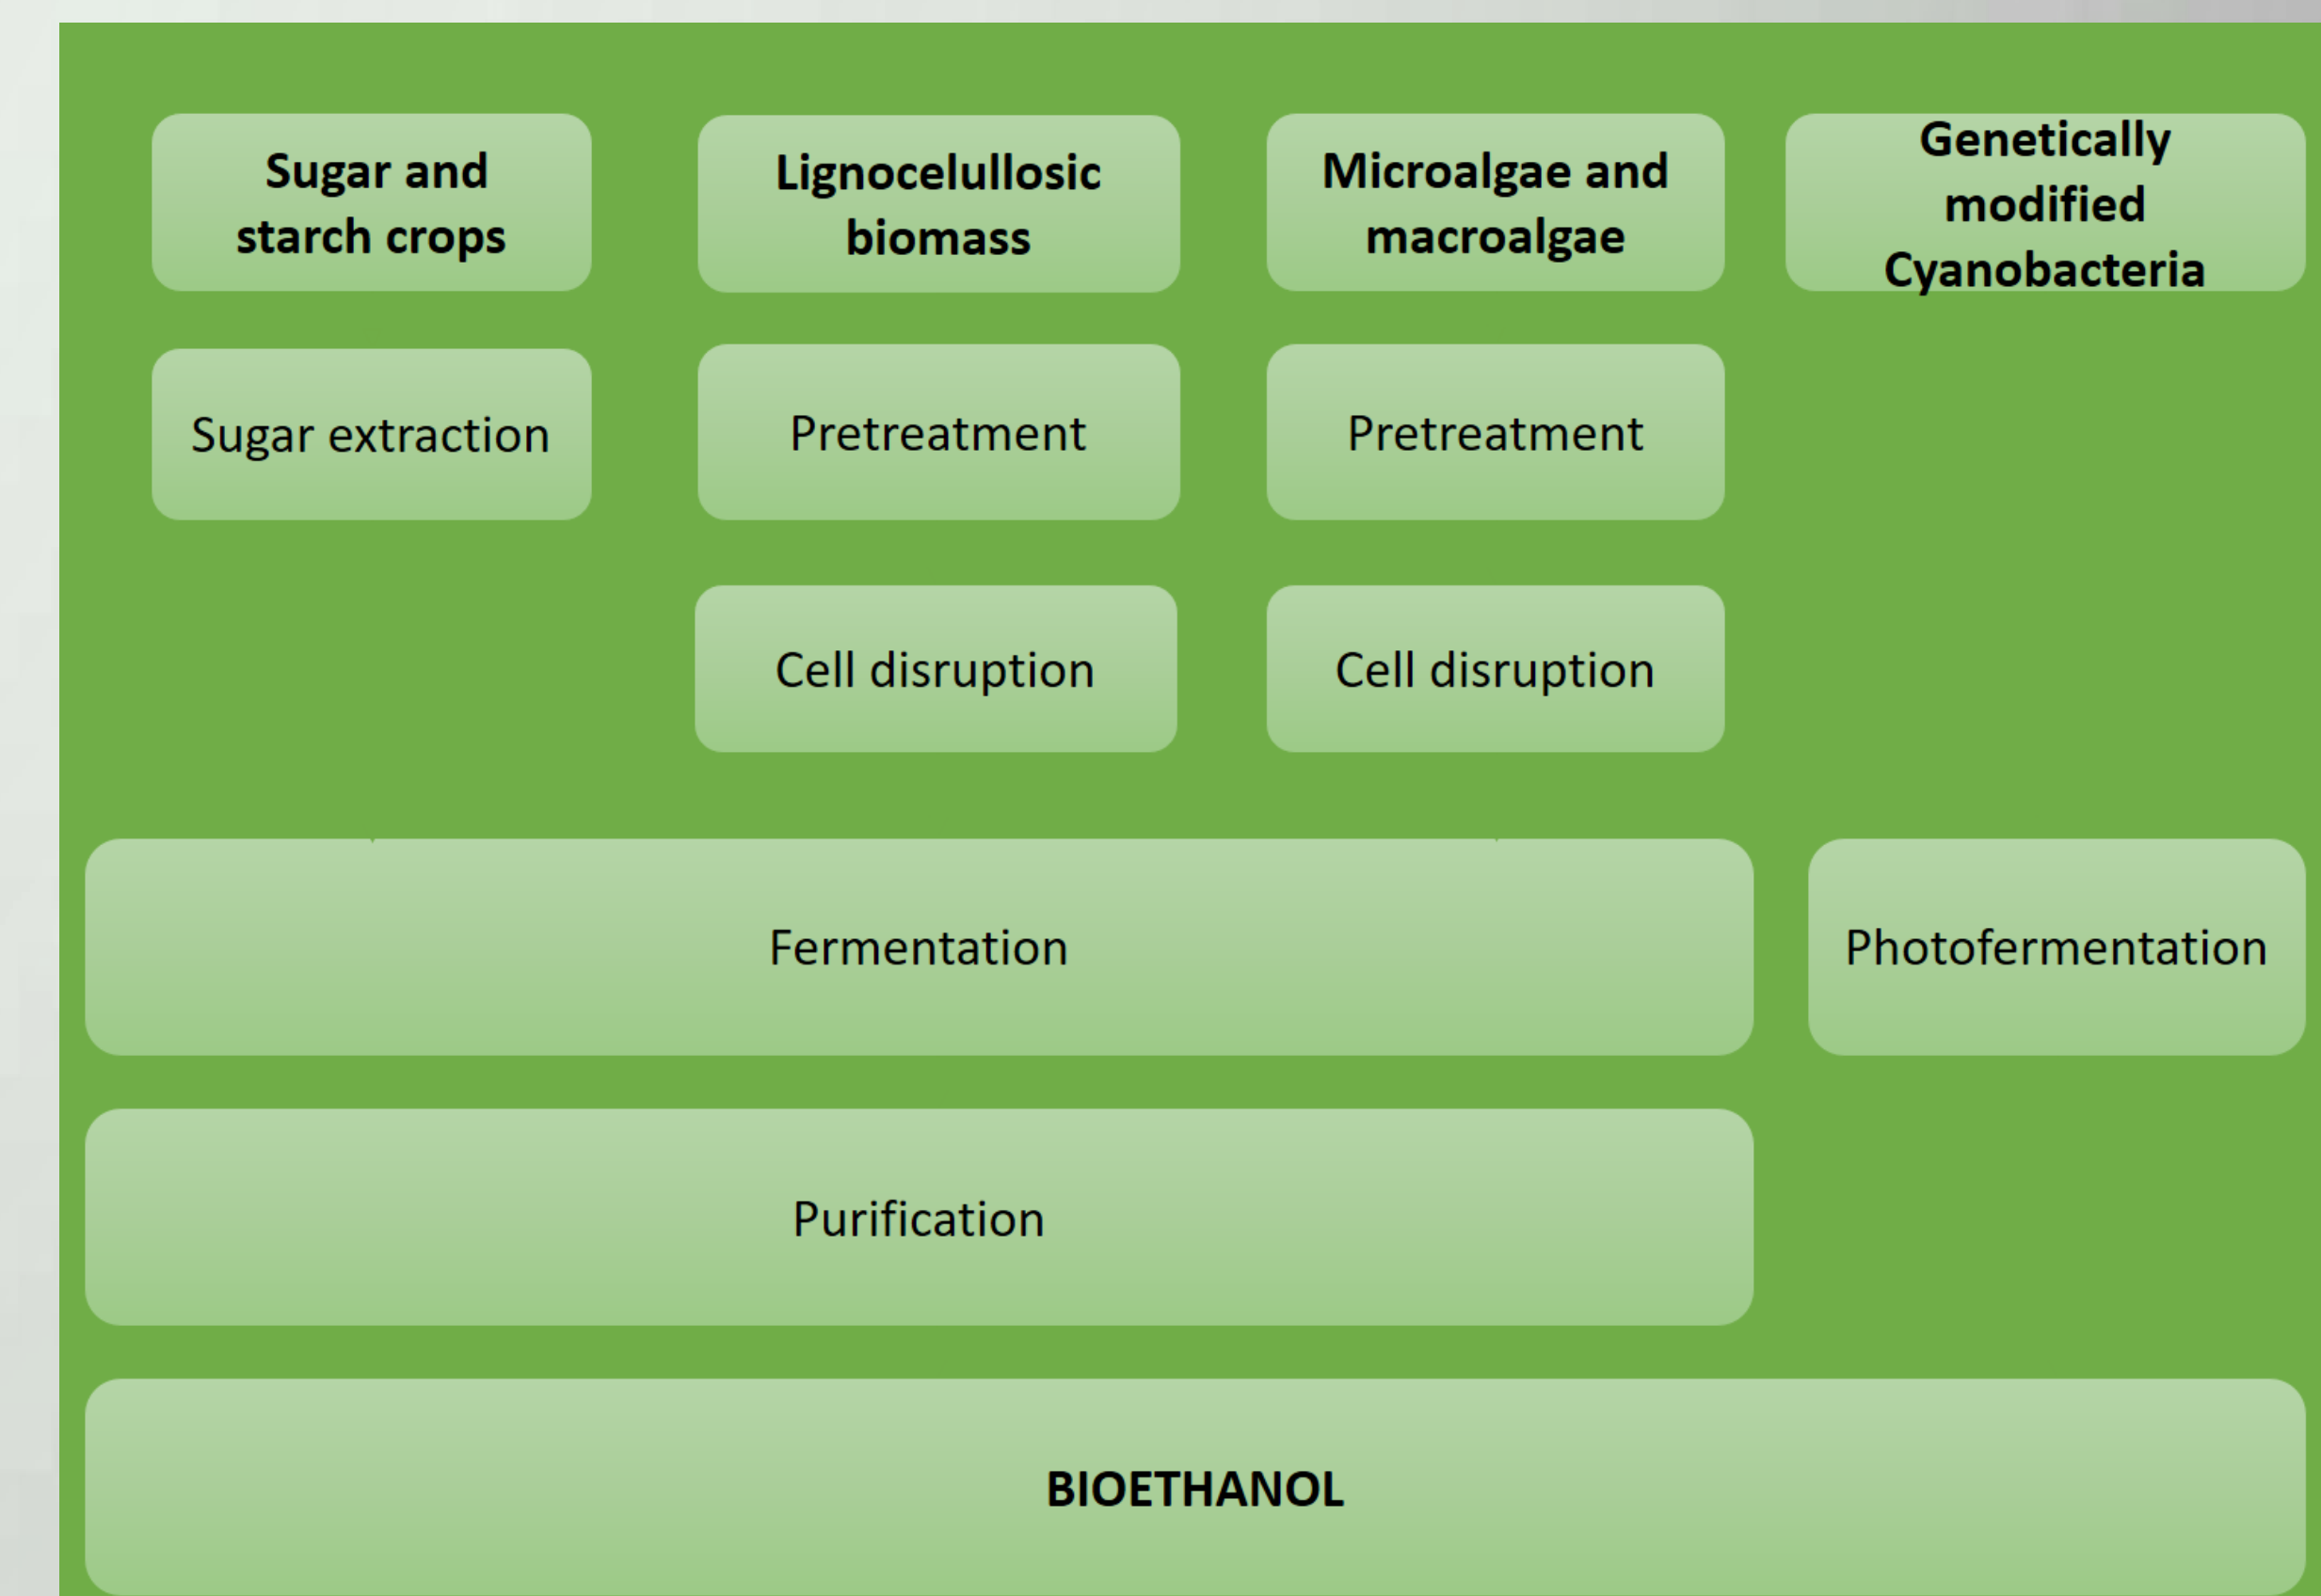 Sugar and
starch crops
Lignocelullosic
biomass
Microalgae and
macroalgae
Genetically
modified
Cyanobacteria
Sugar extraction
Pretreatment
Pretreatment
Cell disruption
Cell disruption
Fermentation
Photofermentation
Purification
BIOETHANOL